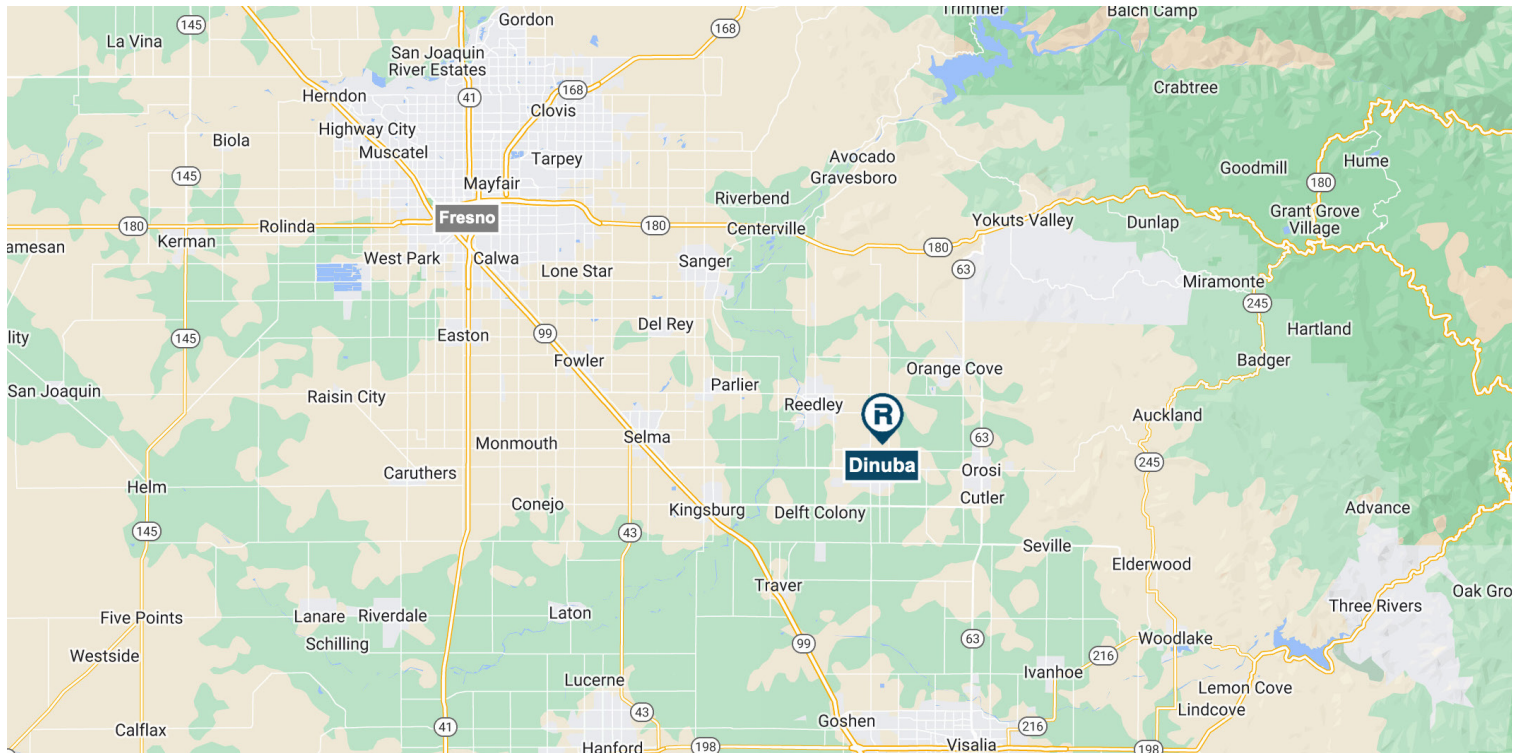 Trimmer
Balch Camp
Gordon
145
168
La Vina
San Joaquin
River Estates
Crabtree
168
Herndon
41
Clovis
Highway City
Biola
Muscatel
Tarpey
Avocado
Hume
Goodmill
145
Gravesboro
Mayfair
180
Riverbend
Grant Grove
Village
Fresno
Yokuts Valley
Dunlap
180
Rolinda
180
Centerville
Kerman
amesan
180
West Park
Calwa
Lone Star
Sanger
63
Miramonte
245
Del Rey
Hartland
lity
145
Easton
99
Fowler
Badger
Orange Cove
San Joaquin
Raisin City
Parlier
Reedley
R
Auckland
Monmouth
Selma
63
Dinuba
245
Caruthers
Orosi
Helm
Conejo
Cutler
Kingsburg
Delft Colony
Advance
145
43
Seville
Elderwood
Traver
Oak Gro
Five Points
Lanare
Riverdale
Laton
Three Rivers
Schilling
99
63
Woodlake
Westside
216
Ivanhoe
Lucerne
Lemon Cove
43
Lindcove
Calflax
41
Goshen
216
Hanford
198
Visalia
198